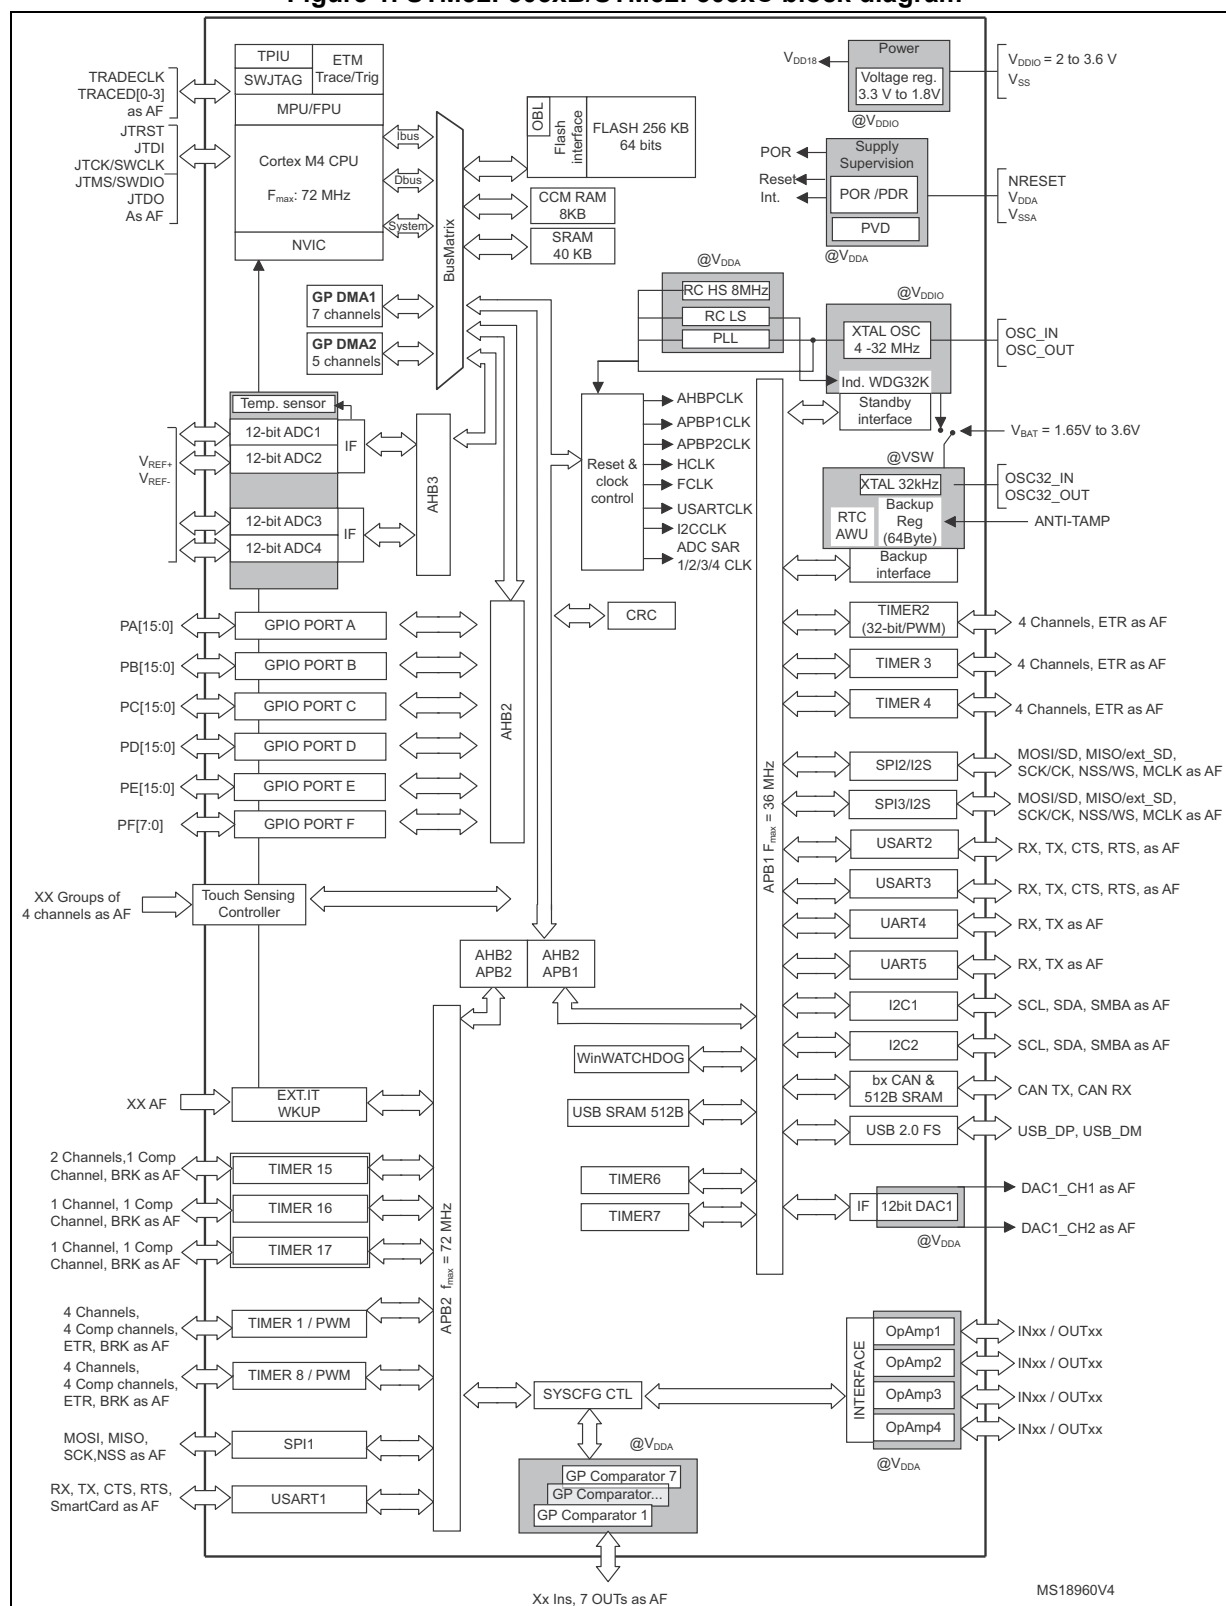 TPIU
ETM
Trace/Trig
SWJTAG
MPU/FPU
Cortex M4 CPU
Fmax: 72 MHz
NVIC
TRADECLK
TRACED[0-3]
as AF
JTRST
JTDI
JTCK/SWCLK
JTMS/SWDIO
JTDO
As AF
Ibus
Dbus
System
BusMatrix
OBL
Flash
interface
FLASH 256 KB
64 bits
CCM RAM
8KB
SRAM
40 KB
GP DMA1
7 channels
GP DMA2
5 channels
Power
VDD18
Voltage reg.
3.3 V to 1.8V
VDDIO = 2 to 3.6 V
VSS
@VDDIO
Supply
Supervision
POR
Reset
Int.
POR /PDR
PVD
NRESET
VDDA
VSSA
@VDDA
@VDDA
RC HS 8MHz
RC LS
PLL
@VDDIO
XTAL OSC
4 -32 MHz
OSC_IN
OSC_OUT
Ind. WDG32K
Standby
interface
VBAT = 1.65V to 3.6V
@VSW
XTAL 32kHz
OSC32_IN
OSC32_OUT
RTC
AWU
Backup
Reg
(64Byte)
ANTI-TAMP
Backup
interface
Reset &
clock
control
AHBPCLK
APBP1CLK
APBP2CLK
HCLK
FCLK
USARTCLK
I2CCLK
ADC SAR
1/2/3/4 CLK
Temp. sensor
12-bit ADC1
12-bit ADC2
IF
VREF+
VREF-
12-bit ADC3
12-bit ADC4
IF
AHB3
CRC
PA[15:0]
GPIO PORT A
PB[15:0]
GPIO PORT B
PC[15:0]
GPIO PORT C
PD[15:0]
GPIO PORT D
PE[15:0]
GPIO PORT E
PF[7:0]
GPIO PORT F
AHB2
XX Groups of
4 channels as AF
Touch Sensing
Controller
AHB2
APB2
AHB2
APB1
APB1 Fmax = 36 MHz
TIMER2
(32-bit/PWM)
4 Channels, ETR as AF
TIMER 3
4 Channels, ETR as AF
TIMER 4
4 Channels, ETR as AF
SPI2/I2S
MOSI/SD, MISO/ext_SD,
SCK/CK, NSS/WS, MCLK as AF
SPI3/I2S
MOSI/SD, MISO/ext_SD,
SCK/CK, NSS/WS, MCLK as AF
USART2
RX, TX, CTS, RTS, as AF
USART3
RX, TX, CTS, RTS, as AF
UART4
RX, TX as AF
UART5
RX, TX as AF
I2C1
SCL, SDA, SMBA as AF
I2C2
SCL, SDA, SMBA as AF
bx CAN &
512B SRAM
CAN TX, CAN RX
USB 2.0 FS
USB_DP, USB_DM
IF
12bit DAC1
DAC1_CH1 as AF
DAC1_CH2 as AF
@VDDA
WinWATCHDOG
USB SRAM 512B
TIMER6
TIMER7
XX AF
EXT.IT
WKUP
2 Channels,1 Comp
Channel, BRK as AF
TIMER 15
1 Channel, 1 Comp
Channel, BRK as AF
TIMER 16
1 Channel, 1 Comp
Channel, BRK as AF
TIMER 17
4 Channels,
4 Comp channels,
ETR, BRK as AF
TIMER 1 / PWM
4 Channels,
4 Comp channels,
ETR, BRK as AF
TIMER 8 / PWM
MOSI, MISO,
SCK,NSS as AF
SPI1
RX, TX, CTS, RTS,
SmartCard as AF
USART1
APB2 fmax = 72 MHz
SYSCFG CTL
@VDDA
GP Comparator 7
GP Comparator...
GP Comparator 1
Xx Ins, 7 OUTs as AF
INTERFACE
OpAmp1
INxx / OUTxx
OpAmp2
INxx / OUTxx
OpAmp3
INxx / OUTxx
OpAmp4
INxx / OUTxx
@VDDA
MS18960V4